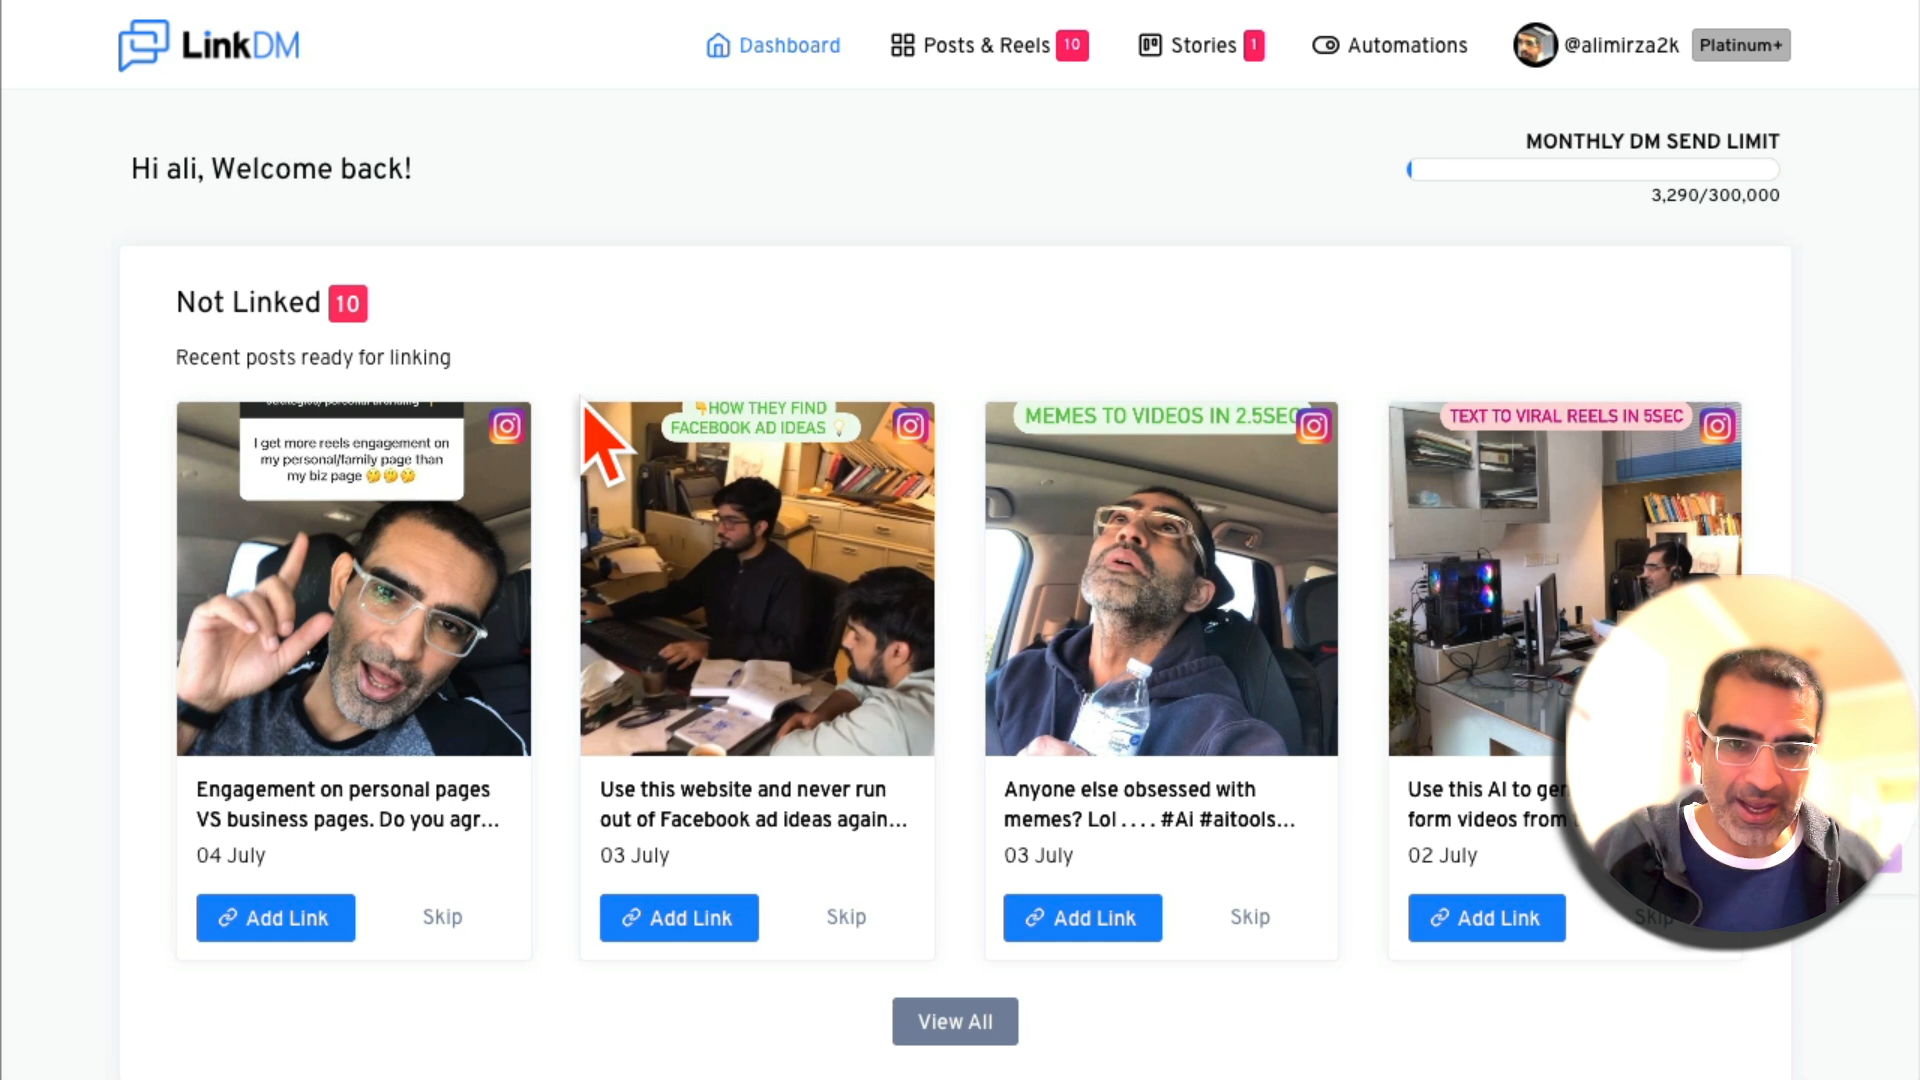 LinkDM
Dashboard
Posts & Reels 10
Stories 1
Automations
@alimirza2k
Platinum+
Hi ali, Welcome back!
MONTHLY DM SEND LIMIT
3,290/300,000
Not Linked 10
Recent posts ready for linking
I get more reels engagement on
my personal/family page than
my biz page 🤔🤔🤔
👇HOW THEY FIND
FACEBOOK AD IDEAS 💡
MEMES TO VIDEOS IN 2.5SEC
TEXT TO VIRAL REELS IN 5SEC
Engagement on personal pages
VS business pages. Do you agr...
04 July
Add Link
Skip
Use this website and never run
out of Facebook ad ideas again...
03 July
Add Link
Skip
Anyone else obsessed with
memes? Lol . . . . #Ai #aitools...
03 July
Add Link
Skip
Use this AI to
form videos from
02 July
Add Link
Skip
View All